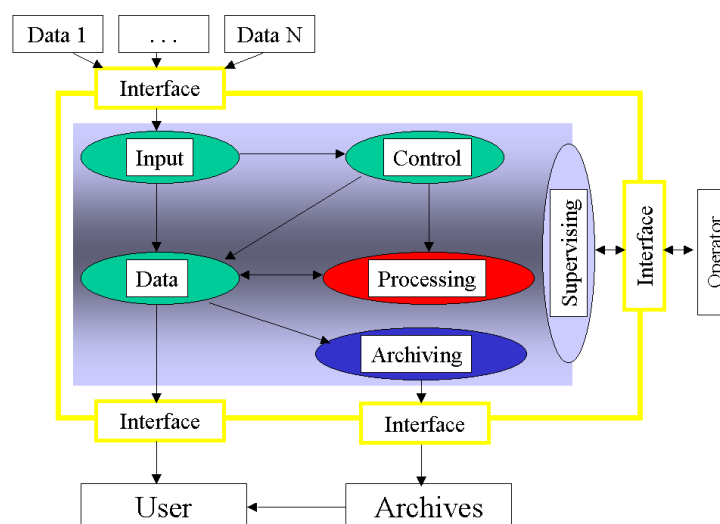 Data 1
. . .
Data N
Interface
Input
Control
Supervising
Interface
Operator
Data
Processing
Archiving
Interface
Interface
User
Archives